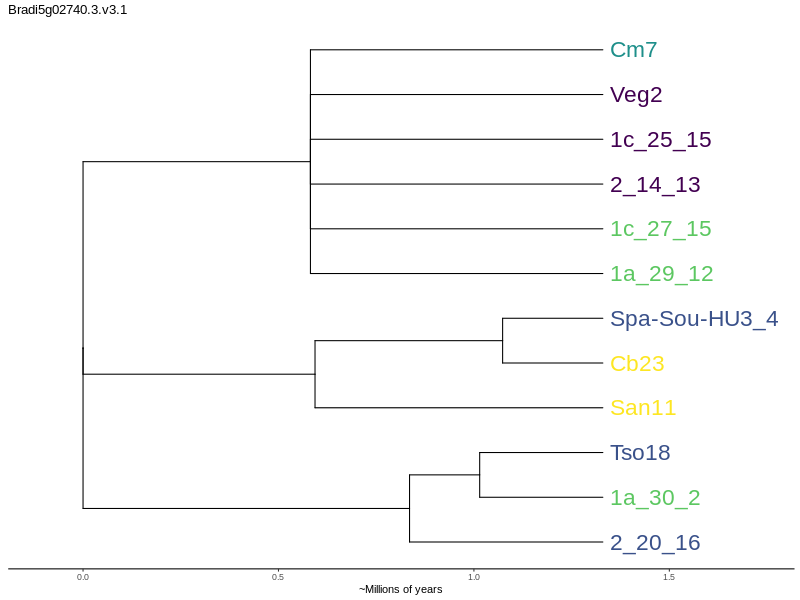 Bradi5g02740.3.v3.1
Cm7
Veg2
1c_25_15
2_14_13
1c_27_15
1a_29_12
Spa-Sou-HU3_4
Cb23
San11
Tso18
1a_30_2
2_20_16
0.0 0.5 1.0 1.5
~Millions of years